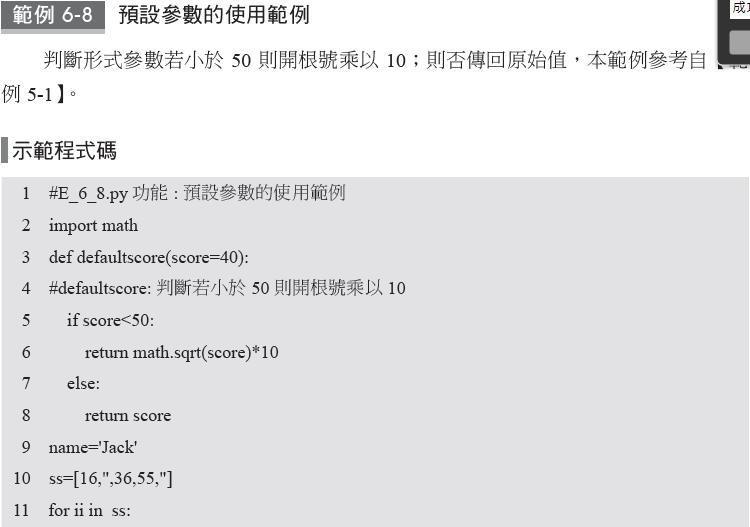 成功
範例 6-8 預設參數的使用範例
判斷形式參數若小於 50 則開根號乘以 10；則否傳回原始值，本範例參考自【範
例 5-1】。
示範程式碼
1 #E_6_8.py 功能 : 預設參數的使用範例
2 import math
3 def defaultscore(score=40):
4 #defaultscore: 判斷若小於 50 則開根號乘以 10
5 if score<50:
6 return math.sqrt(score)*10
7 else:
8 return score
9 name='Jack'
10 ss=[16,'',36,55,'']
11 for ii in ss: